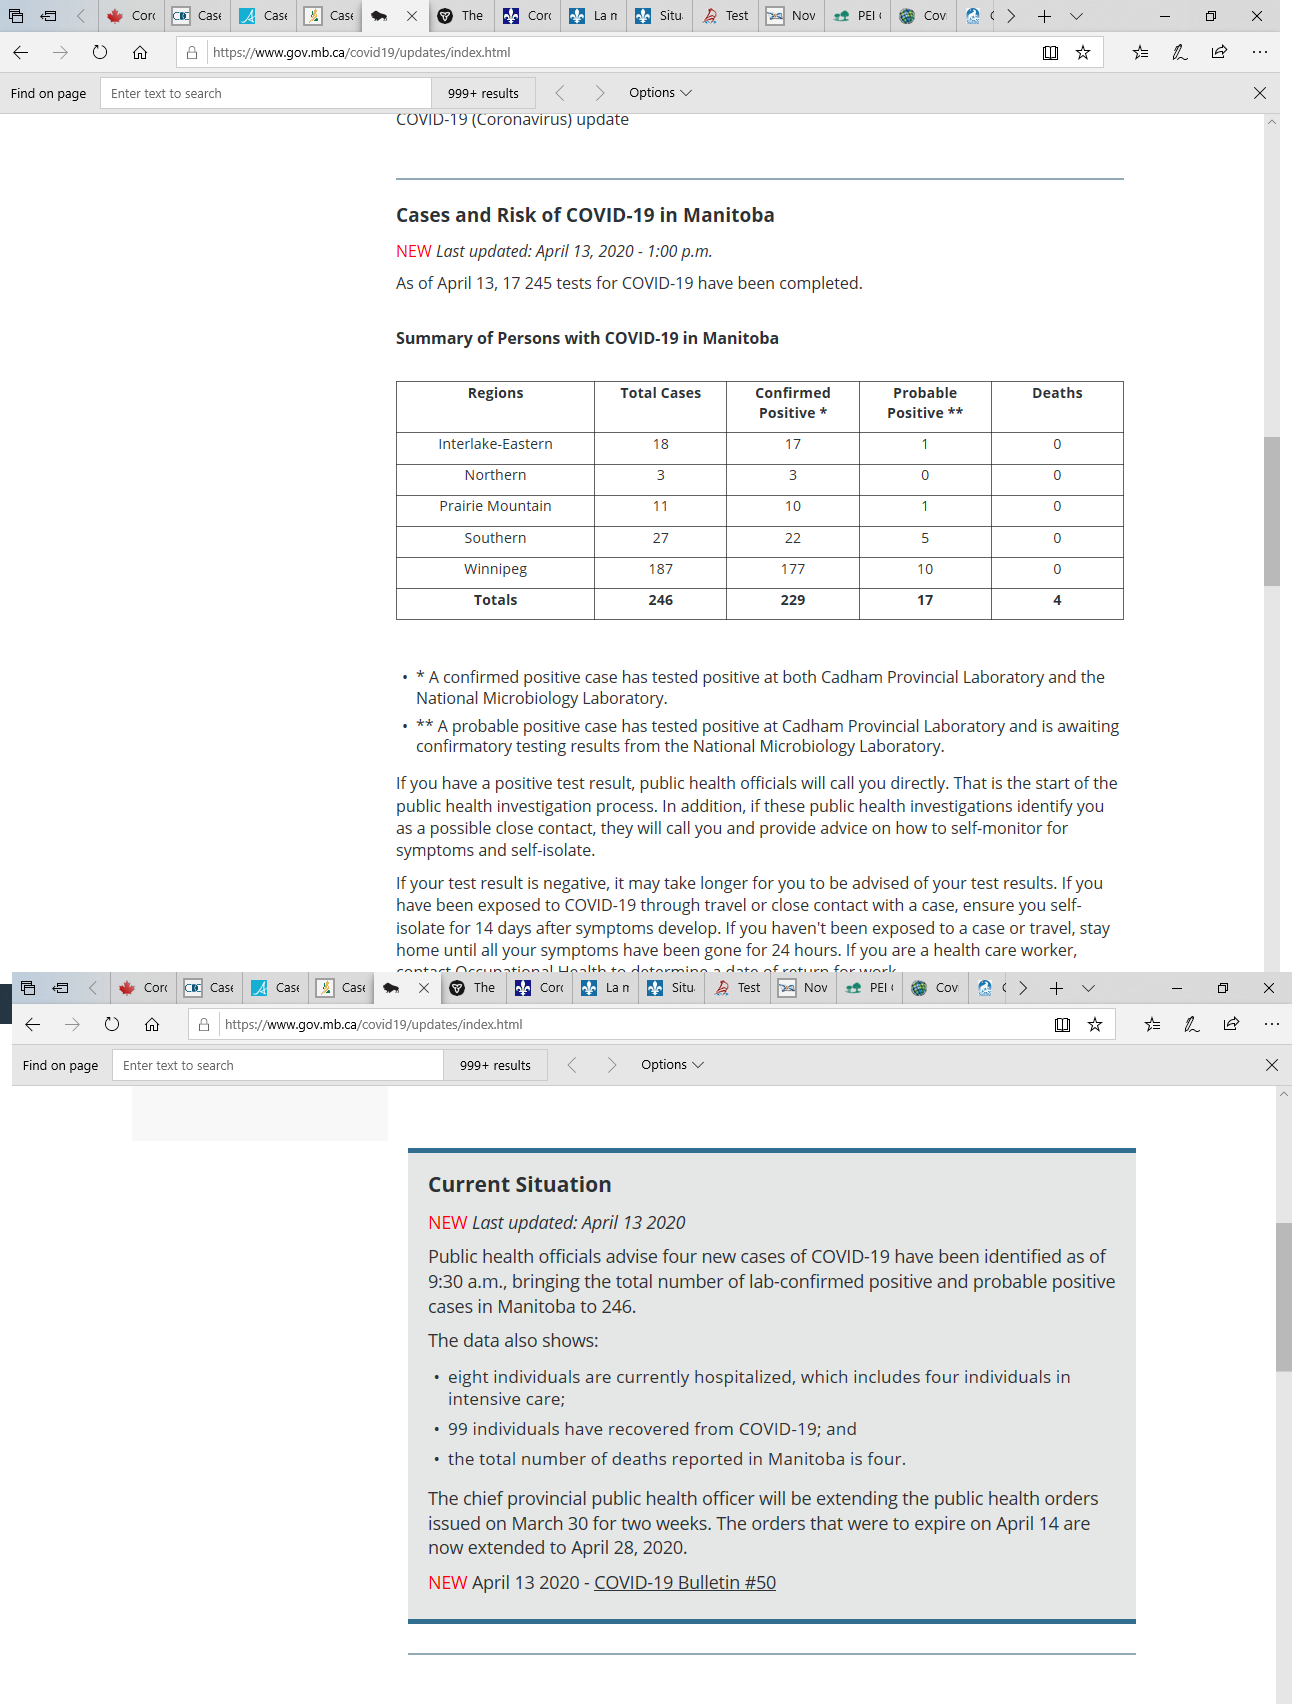 Corc Case Case Case The Corc La n Situ Test Nov PEI Cov
https://www.gov.mb.ca/covid19/updates/index.html
Find on page Enter text to search 999+ results Options
COVID-19 (Coronavirus) update
Cases and Risk of COVID-19 in Manitoba
NEW Last updated: April 13, 2020 - 1:00 p.m.
As of April 13, 17 245 tests for COVID-19 have been completed.
Summary of Persons with COVID-19 in Manitoba
Regions Total Cases Confirmed Positive * Probable Positive ** Deaths
Interlake-Eastern 18 17 1 0
Northern 3 3 0 0
Prairie Mountain 11 10 1 0
Southern 27 22 5 0
Winnipeg 187 177 10 0
Totals 246 229 17 4
• * A confirmed positive case has tested positive at both Cadham Provincial Laboratory and the
National Microbiology Laboratory.
• ** A probable positive case has tested positive at Cadham Provincial Laboratory and is awaiting
confirmatory testing results from the National Microbiology Laboratory.
If you have a positive test result, public health officials will call you directly. That is the start of the
public health investigation process. In addition, if these public health investigations identify you
as a possible close contact, they will call you and provide advice on how to self-monitor for
symptoms and self-isolate.
If your test result is negative, it may take longer for you to be advised of your test results. If you
have been exposed to COVID-19 through travel or close contact with a case, ensure you self-
isolate for 14 days after symptoms develop. If you haven't been exposed to a case or travel, stay
home until all your symptoms have been gone for 24 hours. If you are a health care worker,
contact Occupational Health to determine a date of return for work.
Corc Case Case Case The Corc La n Situ Test Nov PEI Cov
https://www.gov.mb.ca/covid19/updates/index.html
Find on page Enter text to search 999+ results Options
Current Situation
NEW Last updated: April 13 2020
Public health officials advise four new cases of COVID-19 have been identified as of
9:30 a.m., bringing the total number of lab-confirmed positive and probable positive
cases in Manitoba to 246.
The data also shows:
• eight individuals are currently hospitalized, which includes four individuals in
intensive care;
• 99 individuals have recovered from COVID-19; and
• the total number of deaths reported in Manitoba is four.
The chief provincial public health officer will be extending the public health orders
issued on March 30 for two weeks. The orders that were to expire on April 14 are
now extended to April 28, 2020.
NEW April 13 2020 - COVID-19 Bulletin #50